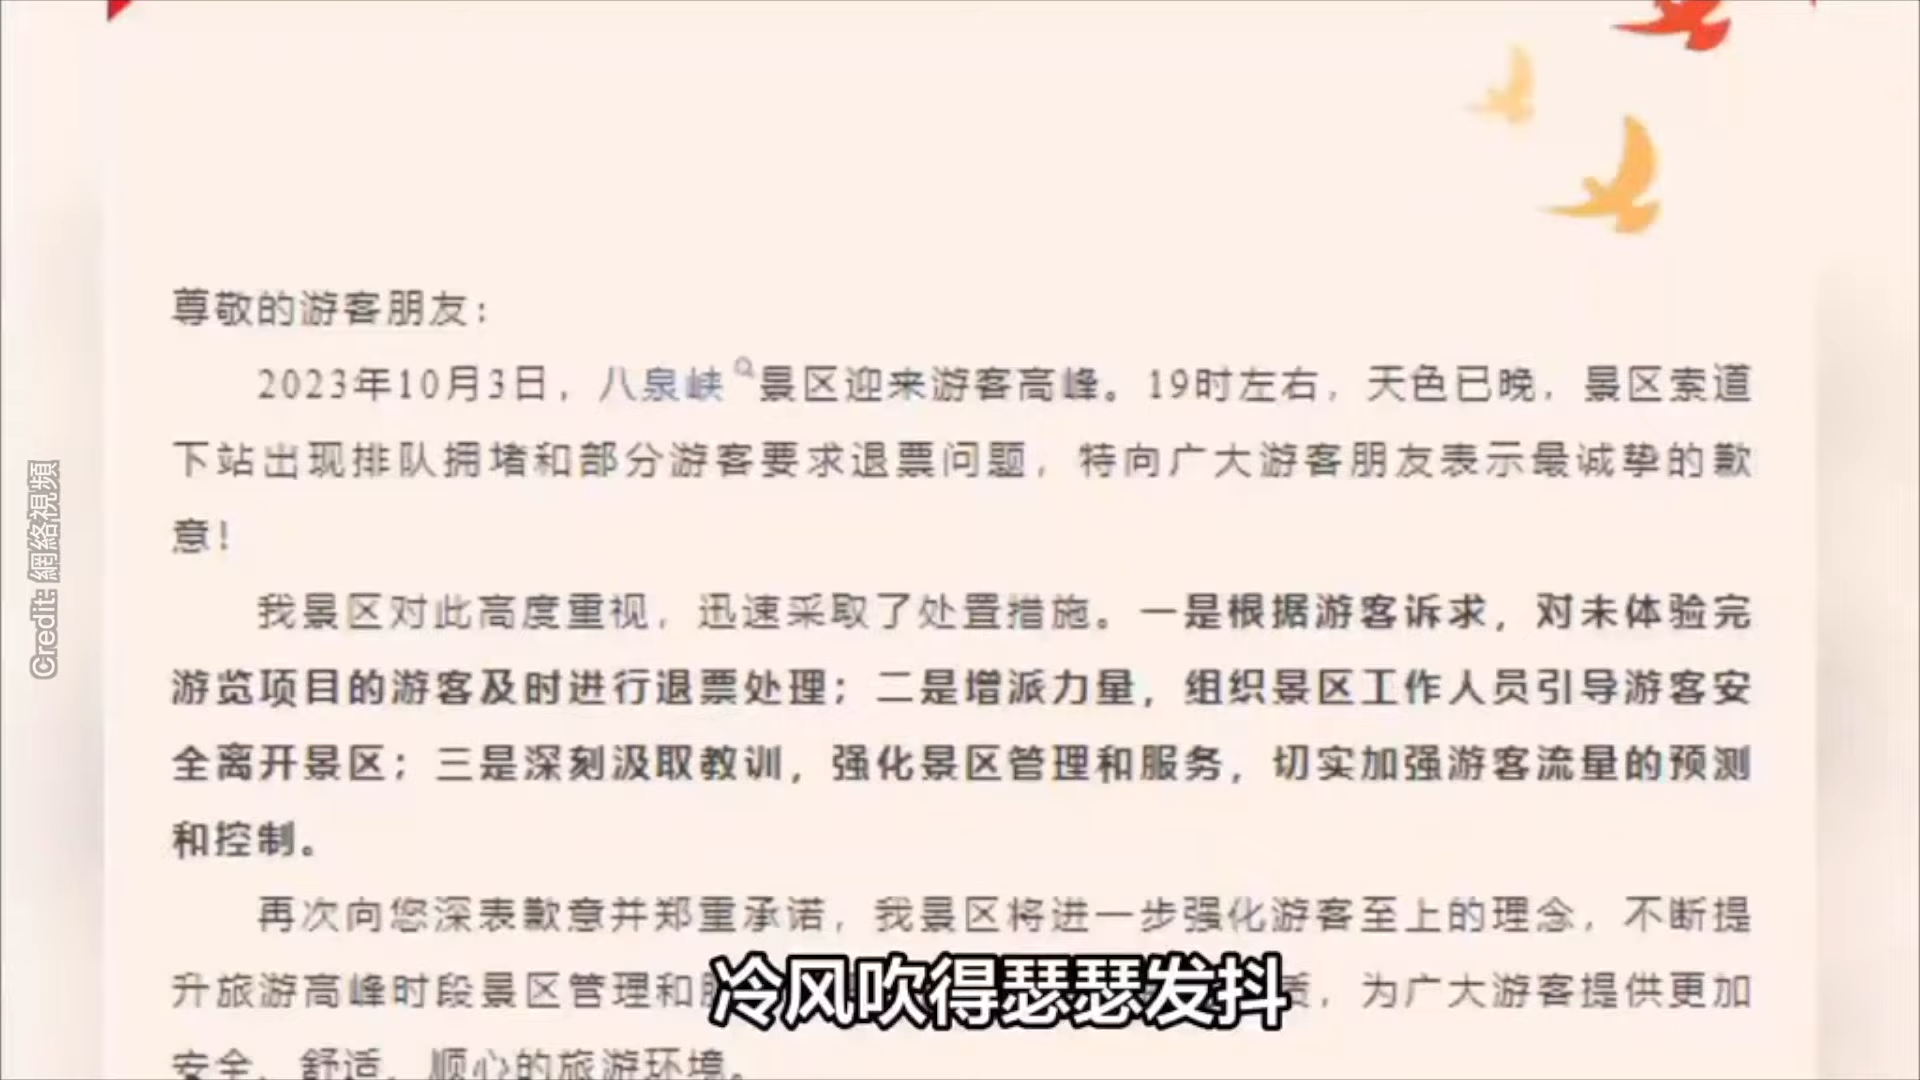 尊敬的游客朋友：
2023年10月3日，八泉峡景区迎来游客高峰。19时左右，天色已晚，景区索道
下站出现排队拥堵和部分游客要求退票问题，特向广大游客朋友表示最诚挚的歉
意！
我景区对此高度重视，迅速采取了处置措施。一是根据游客诉求，对未体验完
游览项目的游客及时进行退票处理；二是增派力量，组织景区工作人员引导游客安
全离开景区；三是深刻汲取教训，强化景区管理和服务，切实加强游客流量的预测
和控制。
再次向您深表歉意并郑重承诺，我景区将进一步强化游客至上的理念，不断提
升旅游高峰时段景区管理和 ，为广大游客提供更加
安全、舒适、顺心的旅游环境。
冷风吹得瑟瑟发抖
Credit: 網絡視頻